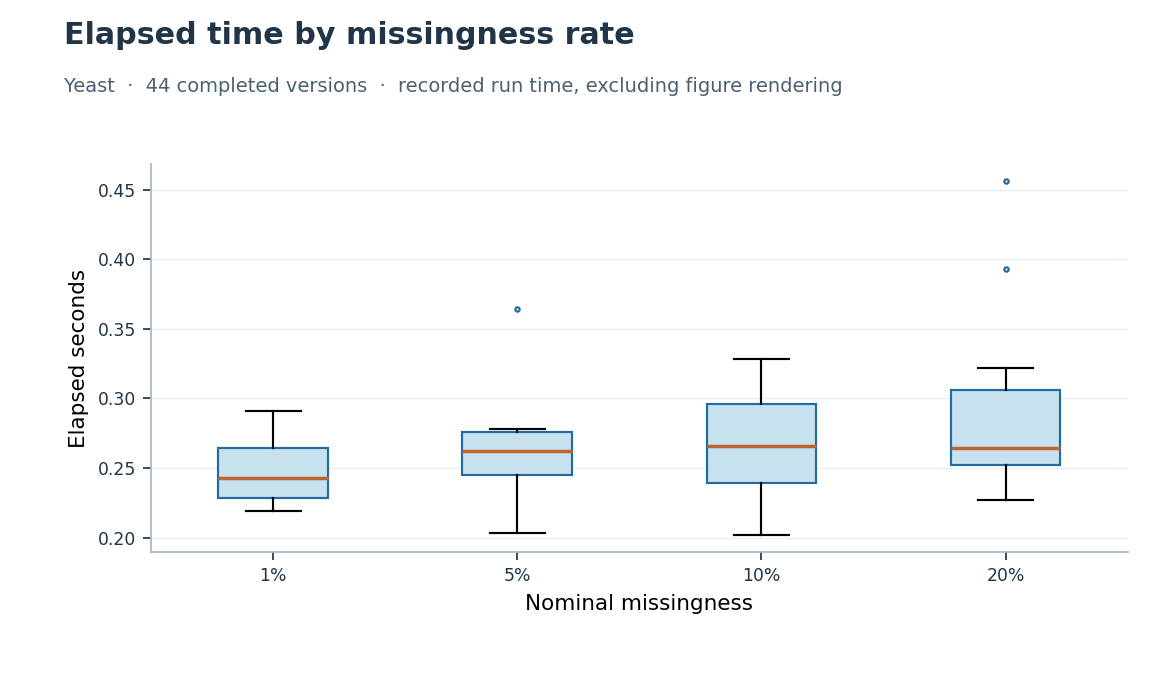 Elapsed time by missingness rate
Yeast · 44 completed versions · recorded run time, excluding figure rendering
0.45
0.40
0.35
0.30
0.25
0.20
Elapsed seconds
1% 5% 10% 20%
Nominal missingness